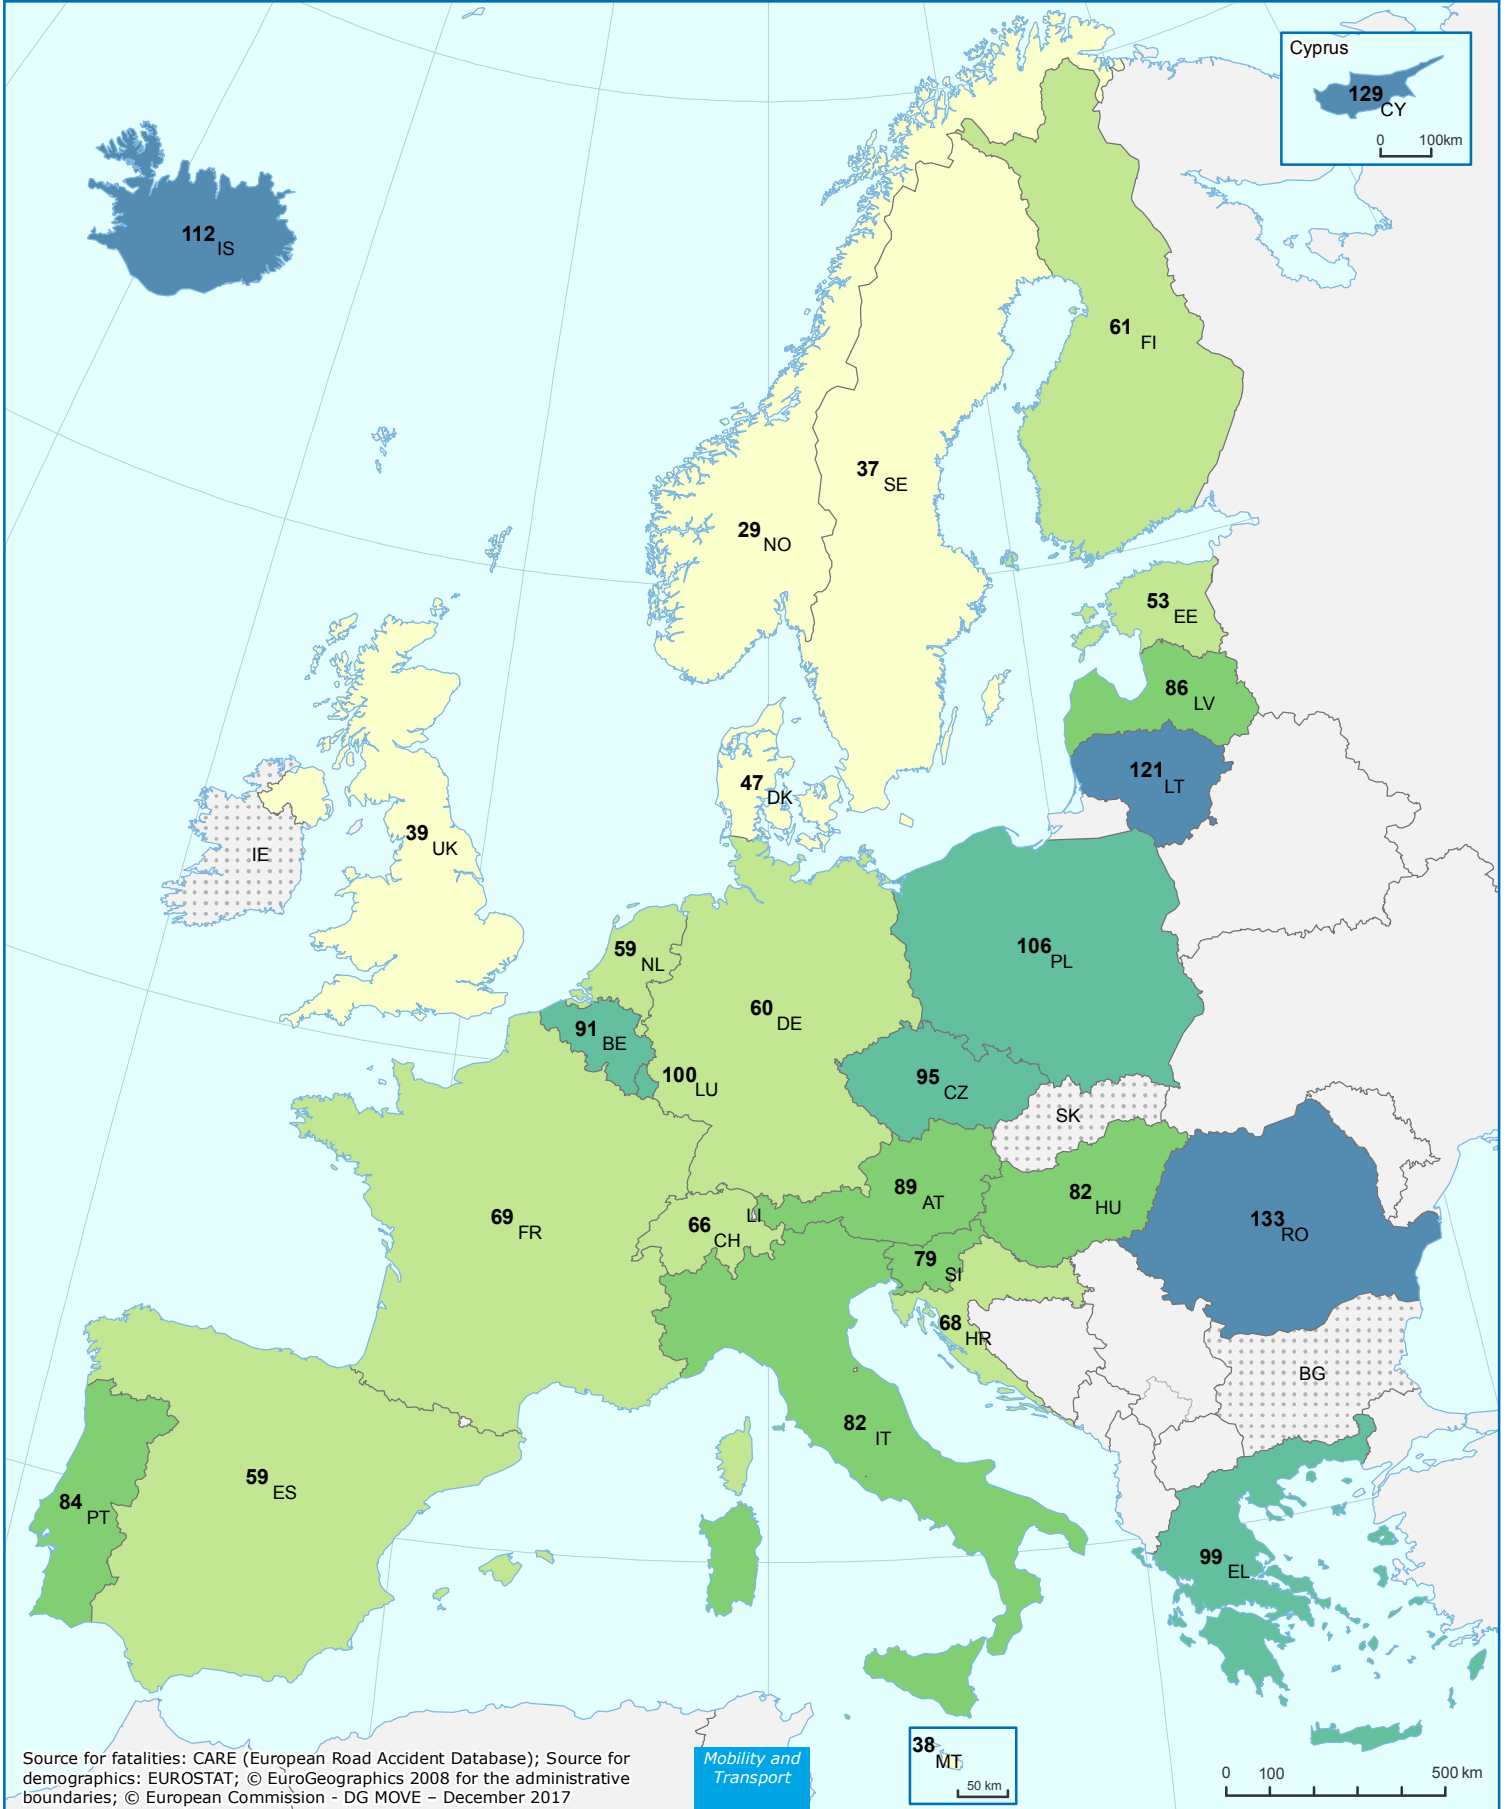 Cyprus
129
CY
0 100km
112
IS
61
FI
37
SE
29
NO
53
EE
86
LV
121
LT
47
DK
39
UK
IE
59
NL
106
PL
60
DE
91
BE
100
LU
95
CZ
SK
89
AT
82
HU
133
RO
69
FR
66
CH
LI
79
SI
68
HR
BG
82
IT
59
ES
84
PT
99
EL
38
MT
50 km
Source for fatalities: CARE (European Road Accident Database); Source for
demographics: EUROSTAT; © EuroGeographics 2008 for the administrative
boundaries; © European Commission - DG MOVE – December 2017
Mobility and
Transport
0 100 500 km